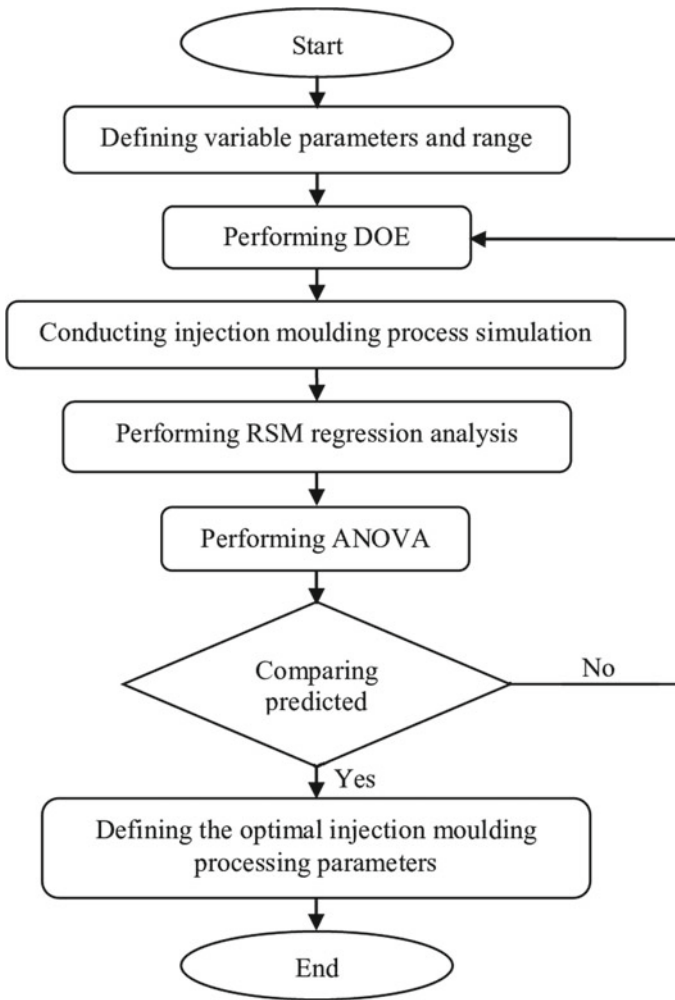 Start
Defining variable parameters and range
Performing DOE
Conducting injection moulding process simulation
Performing RSM regression analysis
Performing ANOVA
Comparing
predicted
No
Yes
Defining the optimal injection moulding
processing parameters
End